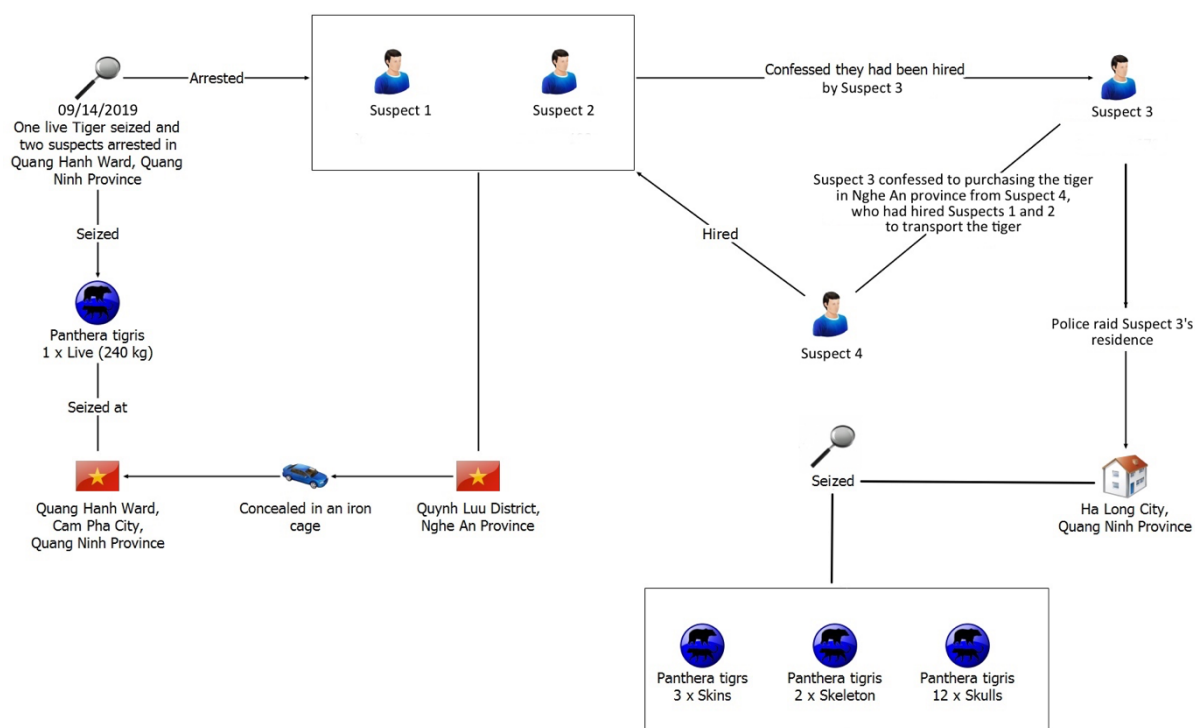 Arrested
Suspect 1
Suspect 2
Confessed they had been hired
by Suspect 3
Suspect 3
09/14/2019
One live Tiger seized and
two suspects arrested in
Quang Hanh Ward, Quang
Ninh Province
Suspect 3 confessed to purchasing the tiger
in Nghe An province from Suspect 4,
who had hired Suspects 1 and 2
to transport the tiger
Seized
Hired
Panthera tigris
1 x Live (240 kg)
Suspect 4
Police raid Suspect 3's
residence
Seized at
Seized
Quang Hanh Ward,
Cam Pha City,
Quang Ninh Province
Concealed in an iron
cage
Quynh Luu District,
Nghe An Province
Ha Long City,
Quang Ninh Province
Panthera tigrs
3 x Skins
Panthera tigris
2 x Skeleton
Panthera tigris
12 x Skulls